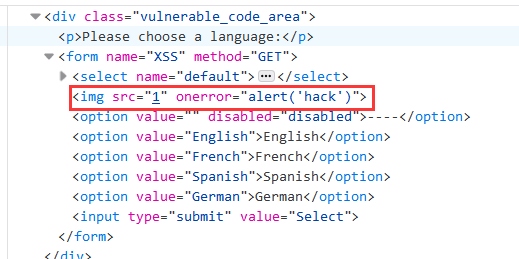 <div class="vulnerable_code_area">
<p>Please choose a language:</p>
<form name="XSS" method="GET">
<select name="default">⋯</select>
<img src="1" onerror="alert('hack')">
<option value="" disabled="disabled">----</option>
<option value="English">English</option>
<option value="French">French</option>
<option value="Spanish">Spanish</option>
<option value="German">German</option>
<input type="submit" value="Select">
</form>
</div>